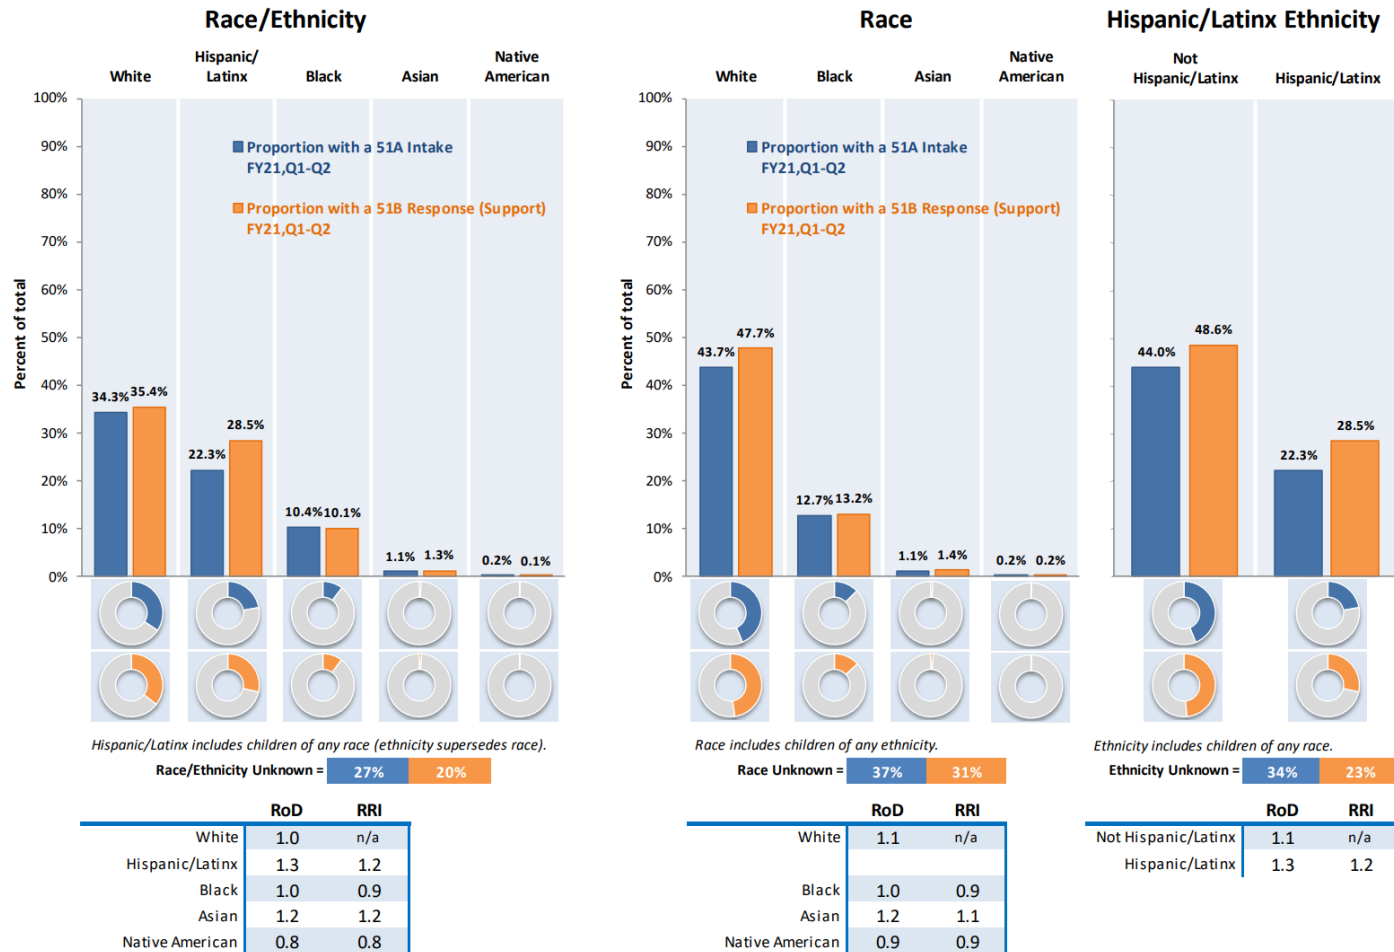 Race/Ethnicity
White
Hispanic/
Latinx
Black
Asian
Native
American
100%
90%
80%
70%
60%
50%
40%
30%
20%
10%
0%
Percent of total
Proportion with a 51A Intake
FY21,Q1-Q2
Proportion with a 51B Response (Support)
FY21,Q1-Q2
34.3% 35.4%
22.3% 28.5%
10.4% 10.1%
1.1% 1.3%
0.2% 0.1%
Hispanic/Latinx includes children of any race (ethnicity supersedes race).
Race/Ethnicity Unknown = 27% 20%
RoD RRI
White 1.0 n/a
Hispanic/Latinx 1.3 1.2
Black 1.0 0.9
Asian 1.2 1.2
Native American 0.8 0.8
Race
White
Black
Asian
Native
American
100%
90%
80%
70%
60%
50%
40%
30%
20%
10%
0%
Percent of total
Proportion with a 51A Intake
FY21,Q1-Q2
Proportion with a 51B Response (Support)
FY21,Q1-Q2
43.7% 47.7%
12.7% 13.2%
1.1% 1.4%
0.2% 0.2%
Race includes children of any ethnicity.
Race Unknown = 37% 31%
RoD RRI
White 1.1 n/a
Black 1.0 0.9
Asian 1.2 1.1
Native American 0.9 0.9
Hispanic/Latinx Ethnicity
Not
Hispanic/Latinx
Hispanic/Latinx
44.0% 48.6%
22.3% 28.5%
Ethnicity includes children of any race.
Ethnicity Unknown = 34% 23%
RoD RRI
Not Hispanic/Latinx 1.1 n/a
Hispanic/Latinx 1.3 1.2